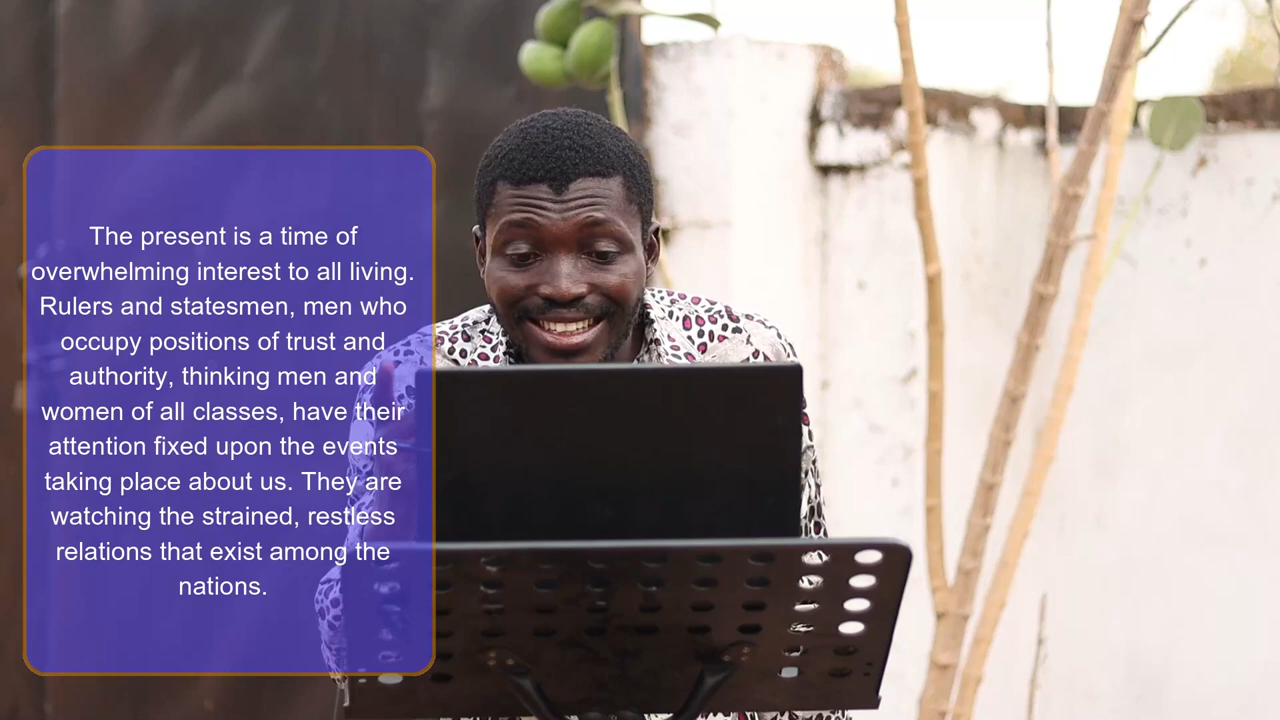 The present is a time of
overwhelming interest to all living.
Rulers and statesmen, men who
occupy positions of trust and
authority, thinking men and
women of all classes, have their
attention fixed upon the events
taking place about us. They are
watching the strained, restless
relations that exist among the
nations.